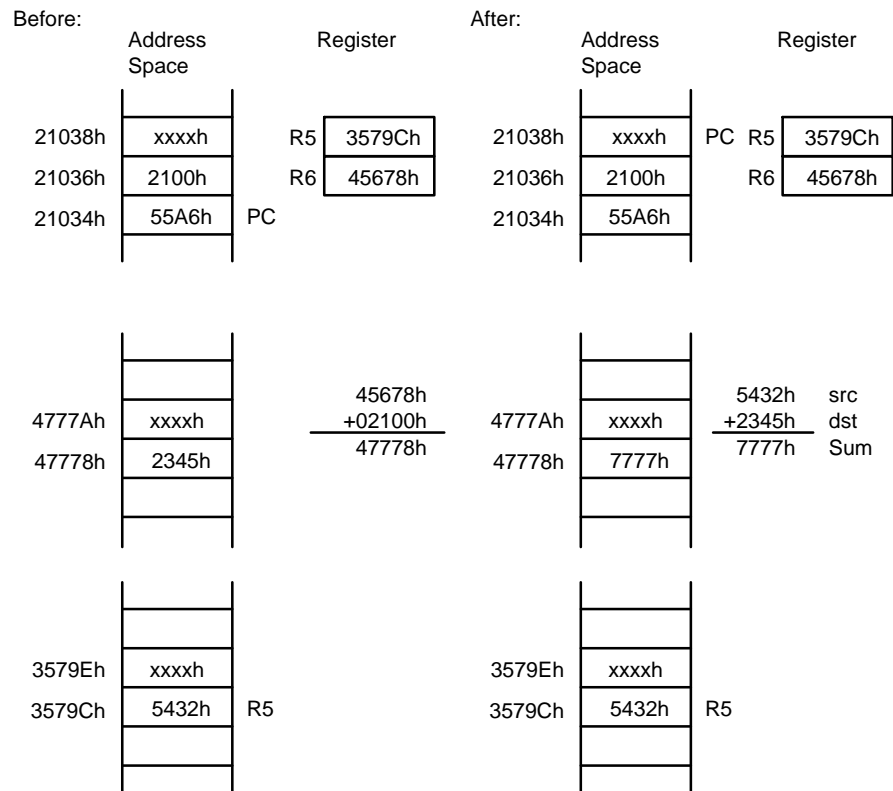 Before:
Address Space
Register
21038h xxxxh
21036h 2100h
21034h 55A6h PC
R5 3579Ch
R6 45678h
After:
Address Space
Register
21038h xxxxh PC
21036h 2100h
21034h 55A6h
R5 3579Ch
R6 45678h
4777Ah xxxxh
47778h 2345h
45678h
+02100h
47778h
4777Ah xxxxh
47778h 7777h
5432h src
+2345h dst
7777h Sum
3579Eh xxxxh
3579Ch 5432h R5
3579Eh xxxxh
3579Ch 5432h R5